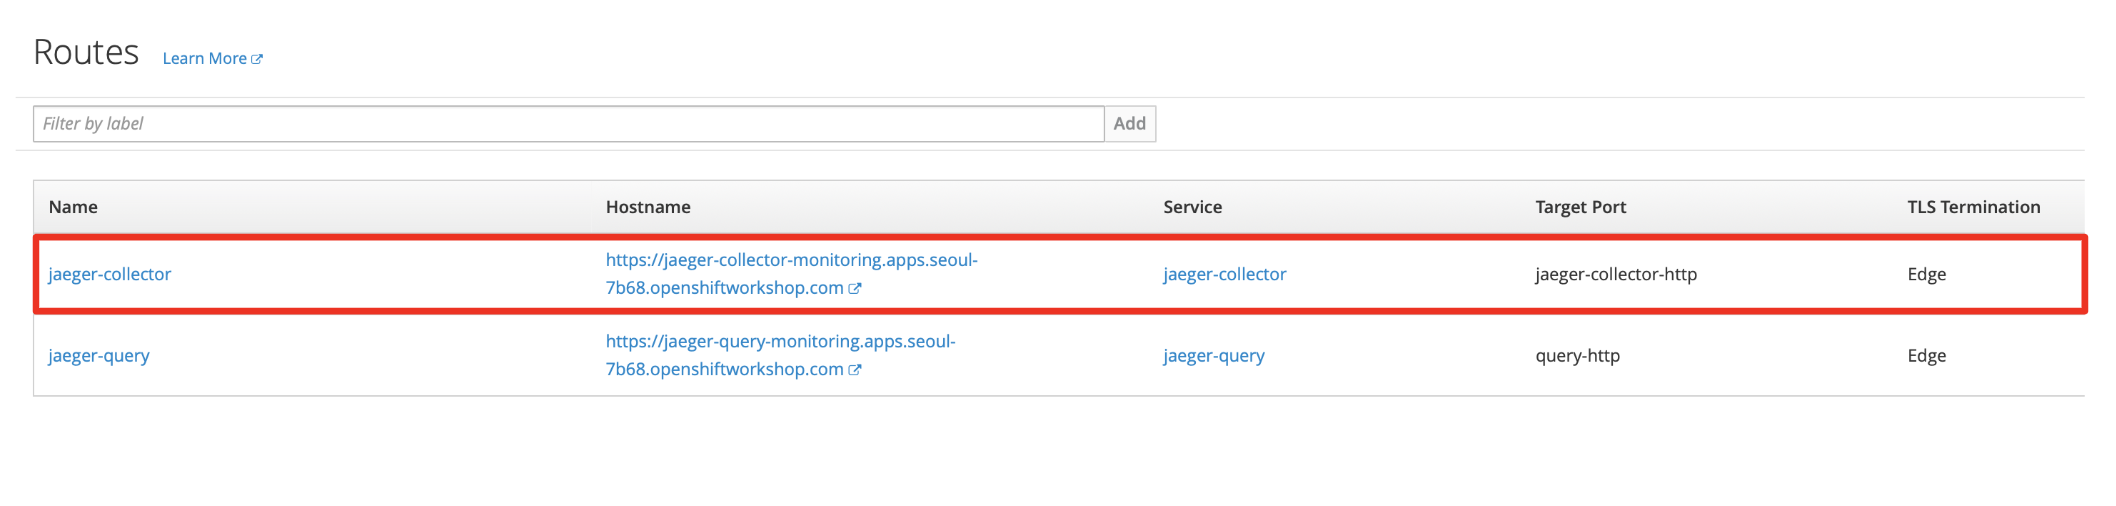 Routes Learn More
Filter by label Add
Name Hostname Service Target Port TLS Termination
jaeger-collector https://jaeger-collector-monitoring.apps.seoul-
7b68.openshiftworkshop.com jaeger-collector jaeger-collector-http Edge
jaeger-query https://jaeger-query-monitoring.apps.seoul-
7b68.openshiftworkshop.com jaeger-query query-http Edge